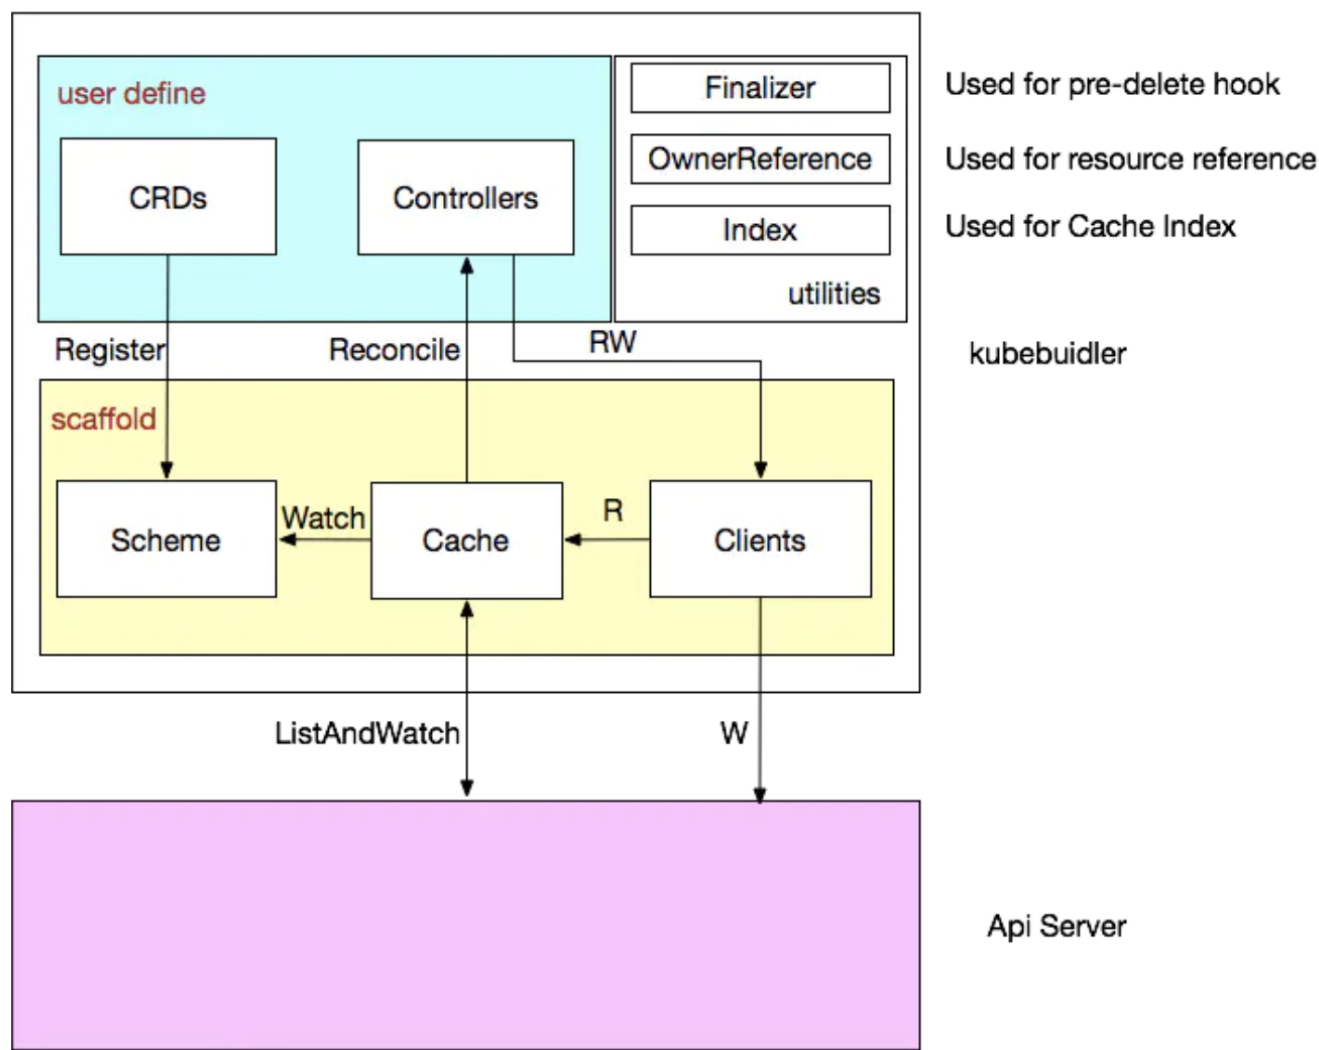 user define
Finalizer
Used for pre-delete hook
CRDs
Controllers
OwnerReference
Used for resource reference
Index
Used for Cache Index
utilities
Register
Reconcile
RW
kubebuidler
scaffold
Scheme
Watch
Cache
R
Clients
ListAndWatch
W
Api Server